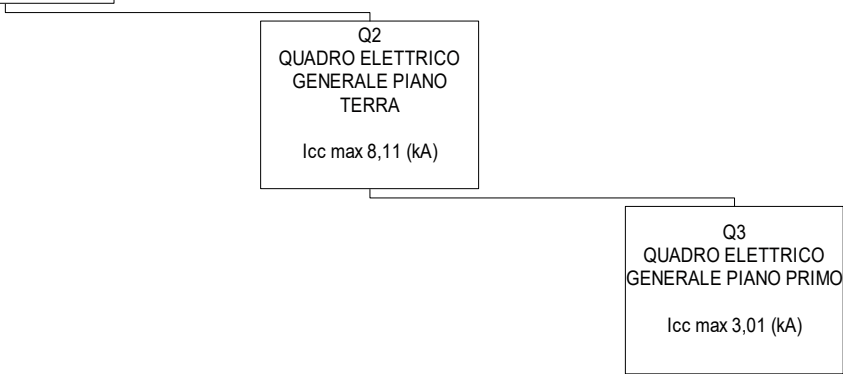 Q2
QUADRO ELETTRICO
GENERALE PIANO
TERRA
Icc max 8,11 (kA)
Q3
QUADRO ELETTRICO
GENERALE PIANO PRIMO
Icc max 3,01 (kA)